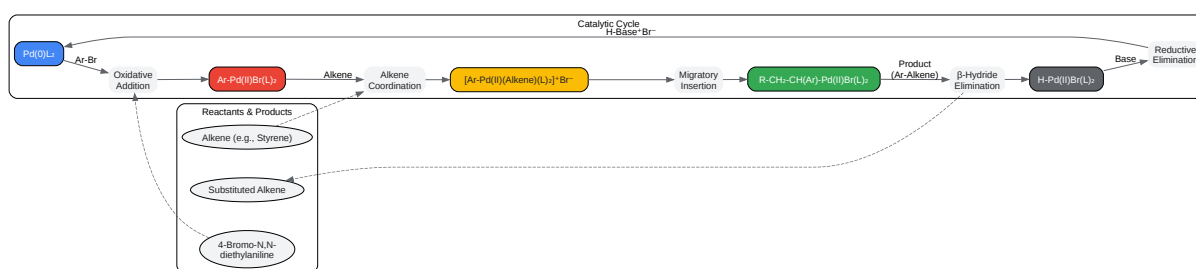 Catalytic Cycle
H-Base⁺Br⁻
Pd(0)L₂
Ar-Br
Oxidative
Addition
Ar-Pd(II)Br(L)₂
Alkene
Alkene
Coordination
[Ar-Pd(II)(Alkene)(L)₂]⁺Br⁻
Migratory
Insertion
R-CH₂-CH(Ar)-Pd(II)Br(L)₂
Product
(Ar-Alkene)
β-Hydride
Elimination
H-Pd(II)Br(L)₂
Base
Reductive
Elimination
Reactants & Products
Alkene (e.g., Styrene)
Substituted Alkene
4-Bromo-N,N-
diethylaniline